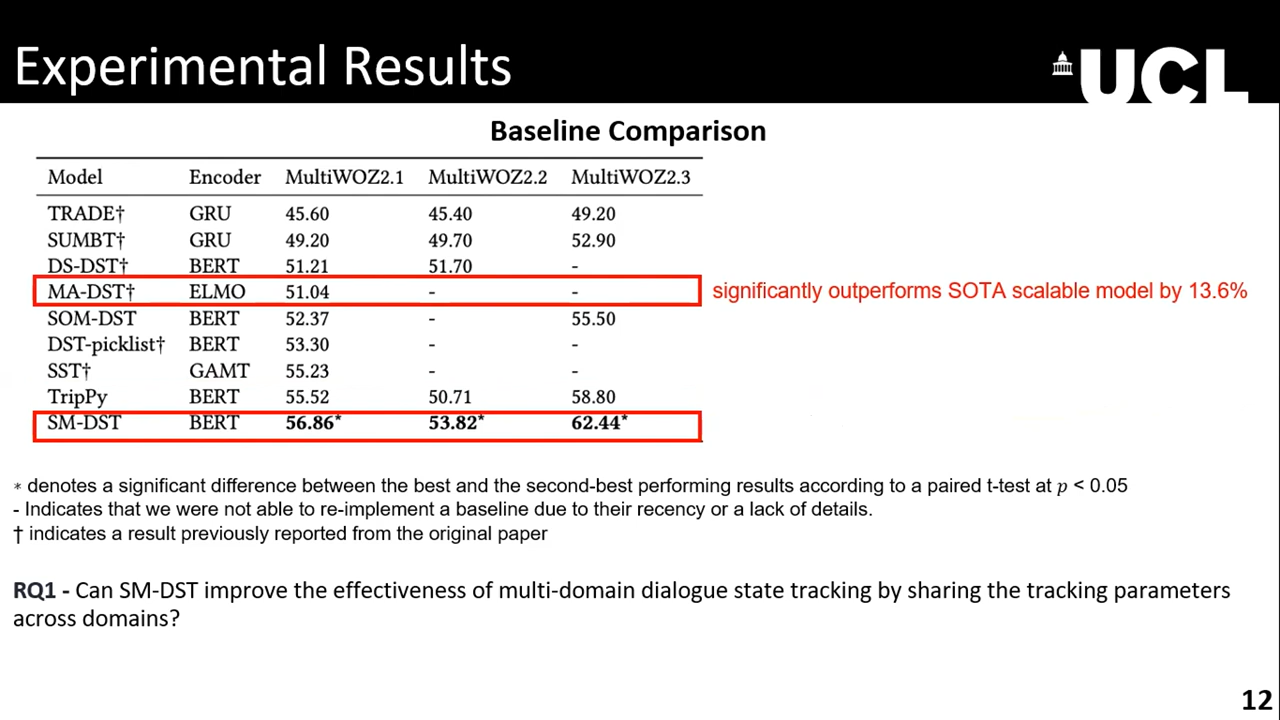 Experimental Results
UCL
Baseline Comparison
Model Encoder MultiWOZ2.1 MultiWOZ2.2 MultiWOZ2.3
TRADE† GRU 45.60 45.40 49.20
SUMBT† GRU 49.20 49.70 52.90
DS-DST† BERT 51.21 51.70 -
MA-DST† ELMO 51.04 - -
significantly outperforms SOTA scalable model by 13.6%
SOM-DST BERT 52.37 - 55.50
DST-picklist† BERT 53.30 - -
SST† GAMT 55.23 - -
TripPy BERT 55.52 50.71 58.80
SM-DST BERT 56.86* 53.82* 62.44*
* denotes a significant difference between the best and the second-best performing results according to a paired t-test at p < 0.05
- Indicates that we were not able to re-implement a baseline due to their recency or a lack of details.
† indicates a result previously reported from the original paper
RQ1 - Can SM-DST improve the effectiveness of multi-domain dialogue state tracking by sharing the tracking parameters
across domains?
12